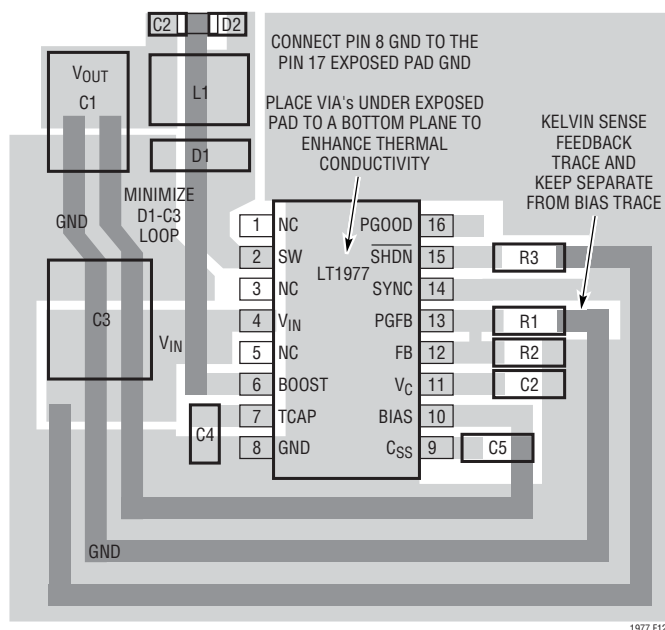 C2 D2
CONNECT PIN 8 GND TO THE
PIN 17 EXPOSED PAD GND
VOUT
C1
L1
PLACE VIA's UNDER EXPOSED
PAD TO A BOTTOM PLANE TO
ENHANCE THERMAL
CONDUCTIVITY
KELVIN SENSE
FEEDBACK
TRACE AND
KEEP SEPARATE
FROM BIAS TRACE
D1
MINIMIZE
D1-C3
LOOP
GND
1 NC PGOOD 16
2 SW SHDN 15 R3
LT1977
3 NC SYNC 14
C3
VIN
4 VIN PGFB 13 R1
5 NC FB 12 R2
6 BOOST VC 11 C2
7 TCAP BIAS 10
C4
8 GND CSS 9 C5
GND
1977 F12